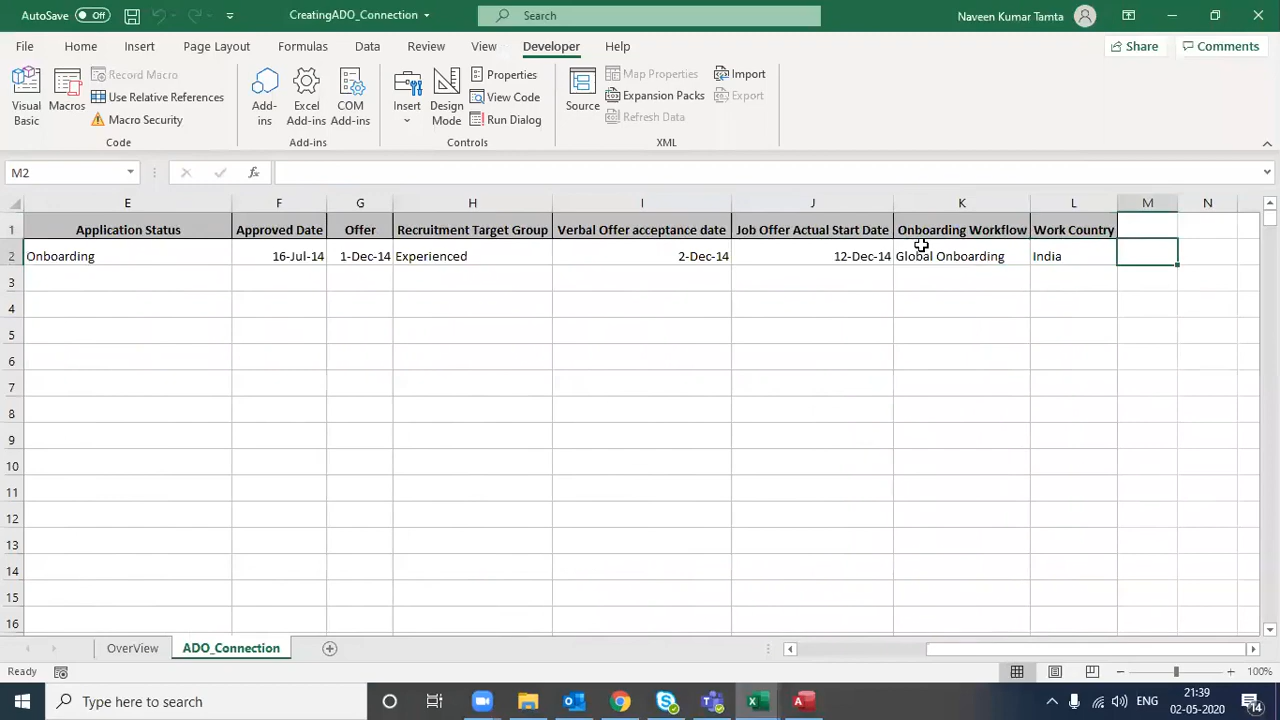 AutoSave Off CreatingADO_Connection Search Naveen Kumar Tamta
File Home Insert Page Layout Formulas Data Review View Developer Help Share Comments
Visual Basic
Macros
Record Macro
Use Relative References
Macro Security
Code
Add-ins
Excel Add-ins
COM Add-ins
Add-ins
Insert
Design Mode
Properties
View Code
Run Dialog
Controls
Source
Map Properties
Expansion Packs
Refresh Data
Import
Export
XML
M2 fx
E F G H I J K L M N
1 Application Status Approved Date Offer Recruitment Target Group Verbal Offer acceptance date Job Offer Actual Start Date Onboarding Workflow Work Country
2 Onboarding 16-Jul-14 1-Dec-14 Experienced 2-Dec-14 12-Dec-14 Global Onboarding India
3
4
5
6
7
8
9
10
11
12
13
14
15
16
OverView ADO_Connection
Ready 100%
Type here to search ENG 21:39
02-05-2020 14